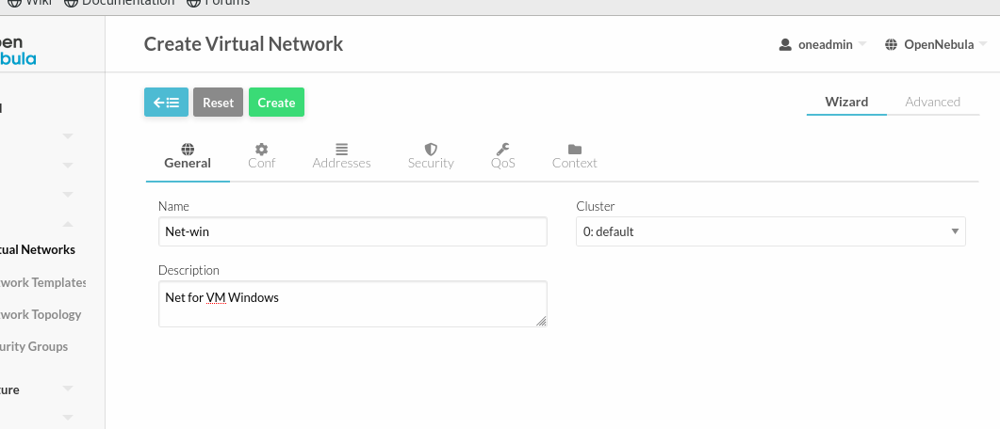 Wiki Documentation Forums
pen
bula
Create Virtual Network
oneadmin
OpenNebula
Reset
Create
Wizard
Advanced
General
Conf
Addresses
Security
QoS
Context
Name
Cluster
Net-win
0: default
Description
Net for VM Windows
tual Networks
twork Templates
twork Topology
urity Groups
ture